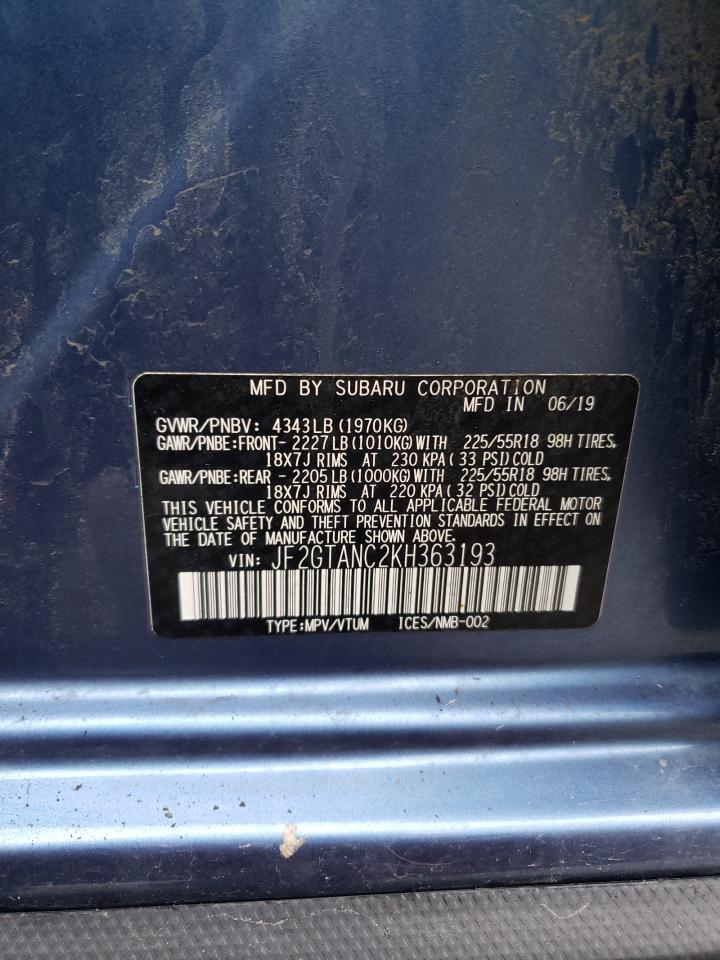 MFD BY SUBARU CORPORATION
MFD IN 06/19
GVWR/PNBV: 4343LB(1970KG)
GAWR/PNBE:FRONT- 2227LB(1010KG)WITH 225/55R18 98H TIRES,
18X7J RIMS AT 230 KPA( 33 PSI)COLD
GAWR/PNBE:REAR - 2205LB(1000KG)WITH 225/55R18 98H TIRES,
18X7J RIMS AT 220 KPA( 32 PSI)COLD
THIS VEHICLE CONFORMS TO ALL APPLICABLE FEDERAL MOTOR
VEHICLE SAFETY AND THEFT PREVENTION STANDARDS IN EFFECT ON
THE DATE OF MANUFACTURE SHOWN ABOVE.
VIN: JF2GTANC2KH363193
TYPE:MPV/VTUM ICES/NMB-002